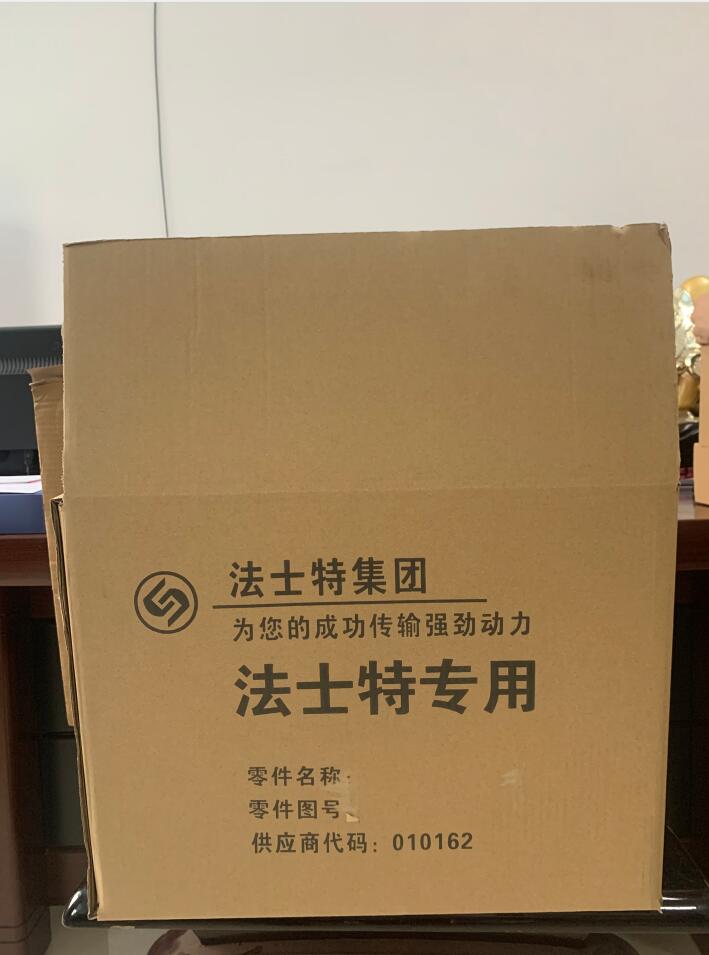 法士特集团
为您的成功传输强劲动力
法士特专用
零件名称:
零件图号
供应商代码：010162